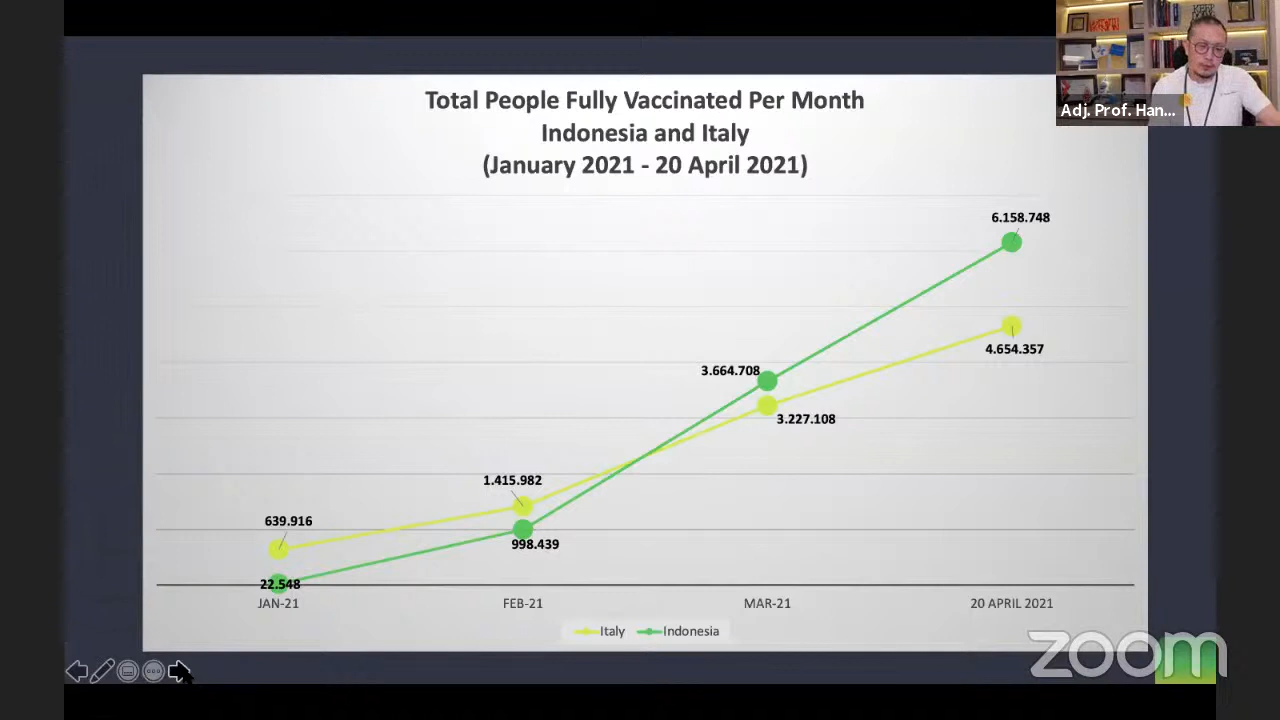 Total People Fully Vaccinated Per Month
Indonesia and Italy
(January 2021 - 20 April 2021)
Adj. Prof. Han...
6.158.748
4.654.357
3.664.708
3.227.108
1.415.982
639.916
998.439
22.548
JAN-21
FEB-21
MAR-21
20 APRIL 2021
Italy
Indonesia
zoom